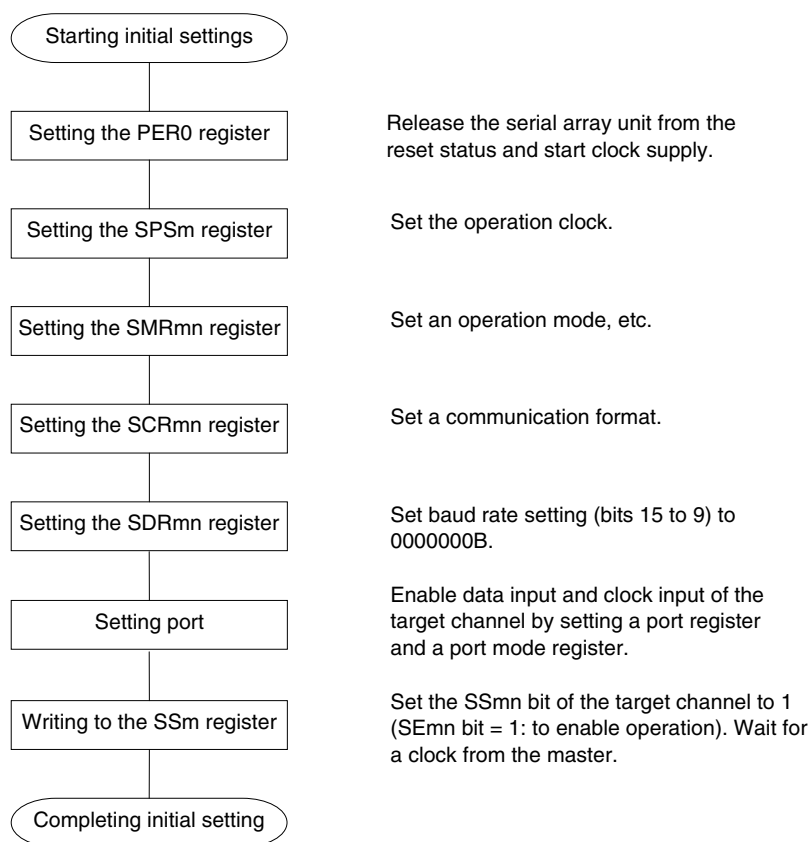 Starting initial settings
Setting the PER0 register
Release the serial array unit from the
reset status and start clock supply.
Setting the SPSm register
Set the operation clock.
Setting the SMRmn register
Set an operation mode, etc.
Setting the SCRmn register
Set a communication format.
Setting the SDRmn register
Set baud rate setting (bits 15 to 9) to
0000000B.
Setting port
Enable data input and clock input of the
target channel by setting a port register
and a port mode register.
Writing to the SSm register
Set the SSmn bit of the target channel to 1
(SEmn bit = 1: to enable operation). Wait for
a clock from the master.
Completing initial setting